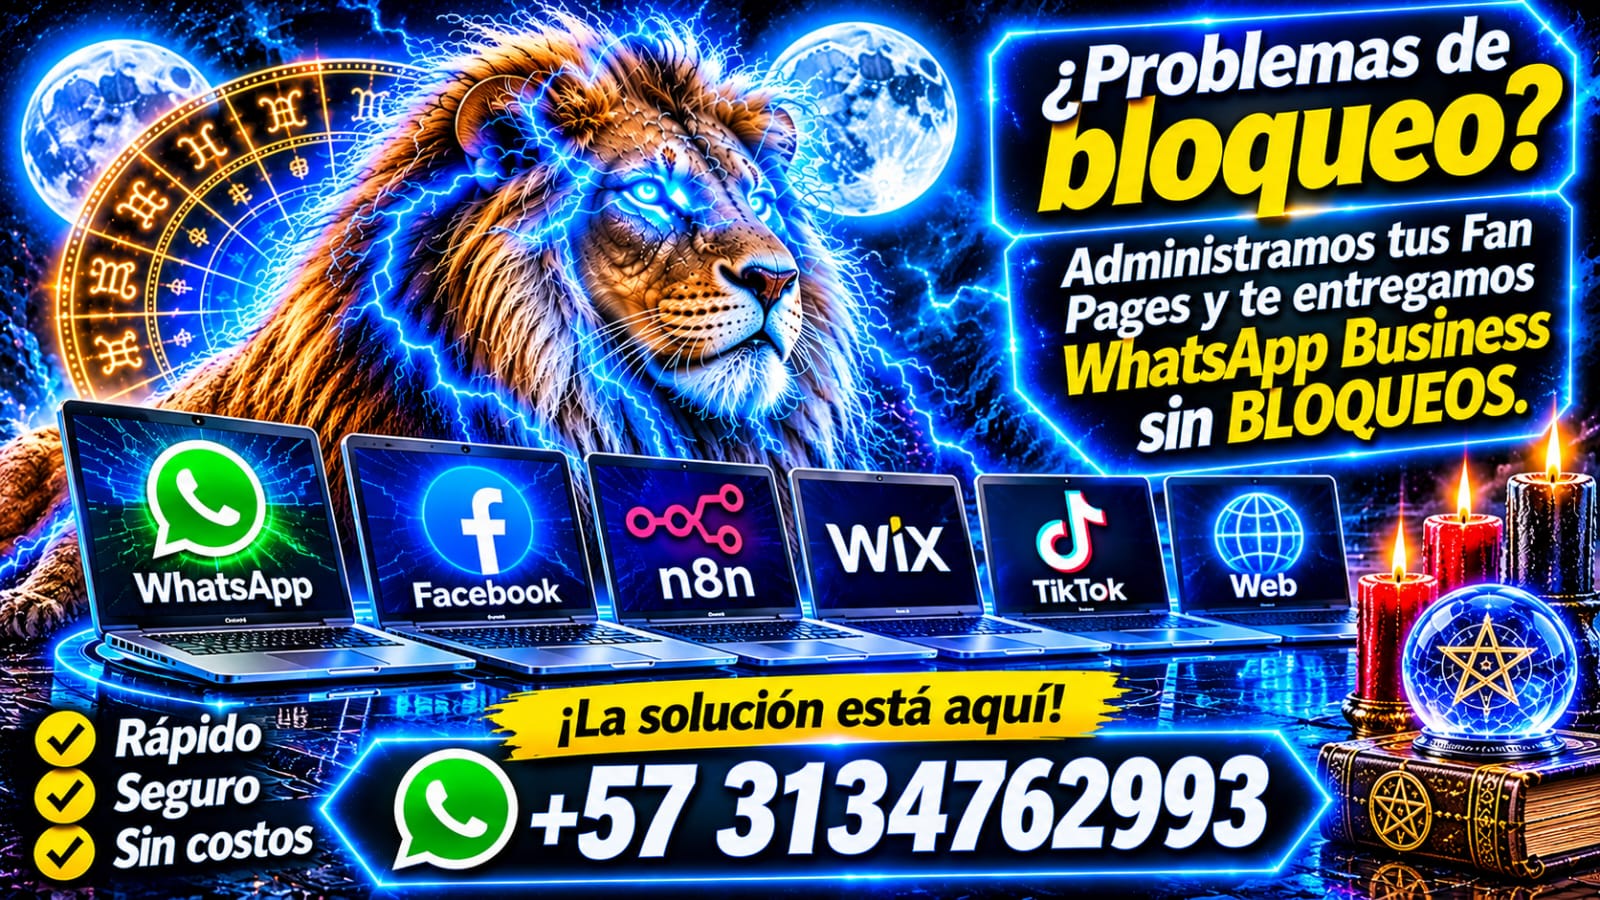 ¿Problemas de
bloqueo?
Administramos tus Fan
Pages y te entregamos
WhatsApp Business
sin BLOQUEOS.
WhatsApp
Facebook
n8n
WiX
TikTok
Web
¡La solución está aquí!
Rápido
Seguro
Sin costos
+57 3134762993